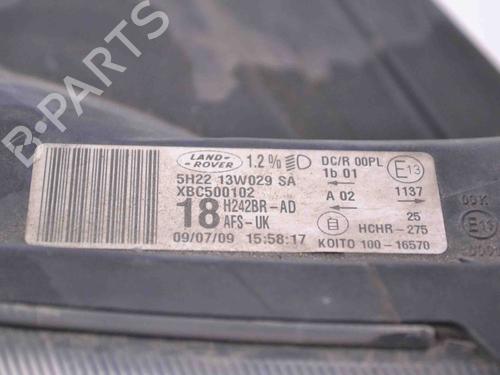 B-PARTS
LAND-
ROVER
1.2%
DC/R 00PL
E13
5H22 13W029 SA
1b 01
XBC500102
A 02
1137
18
H242BR-AD
AFS-UK
25
HCHR-275
09/07/09 15:58:17
KOITO 100-16570